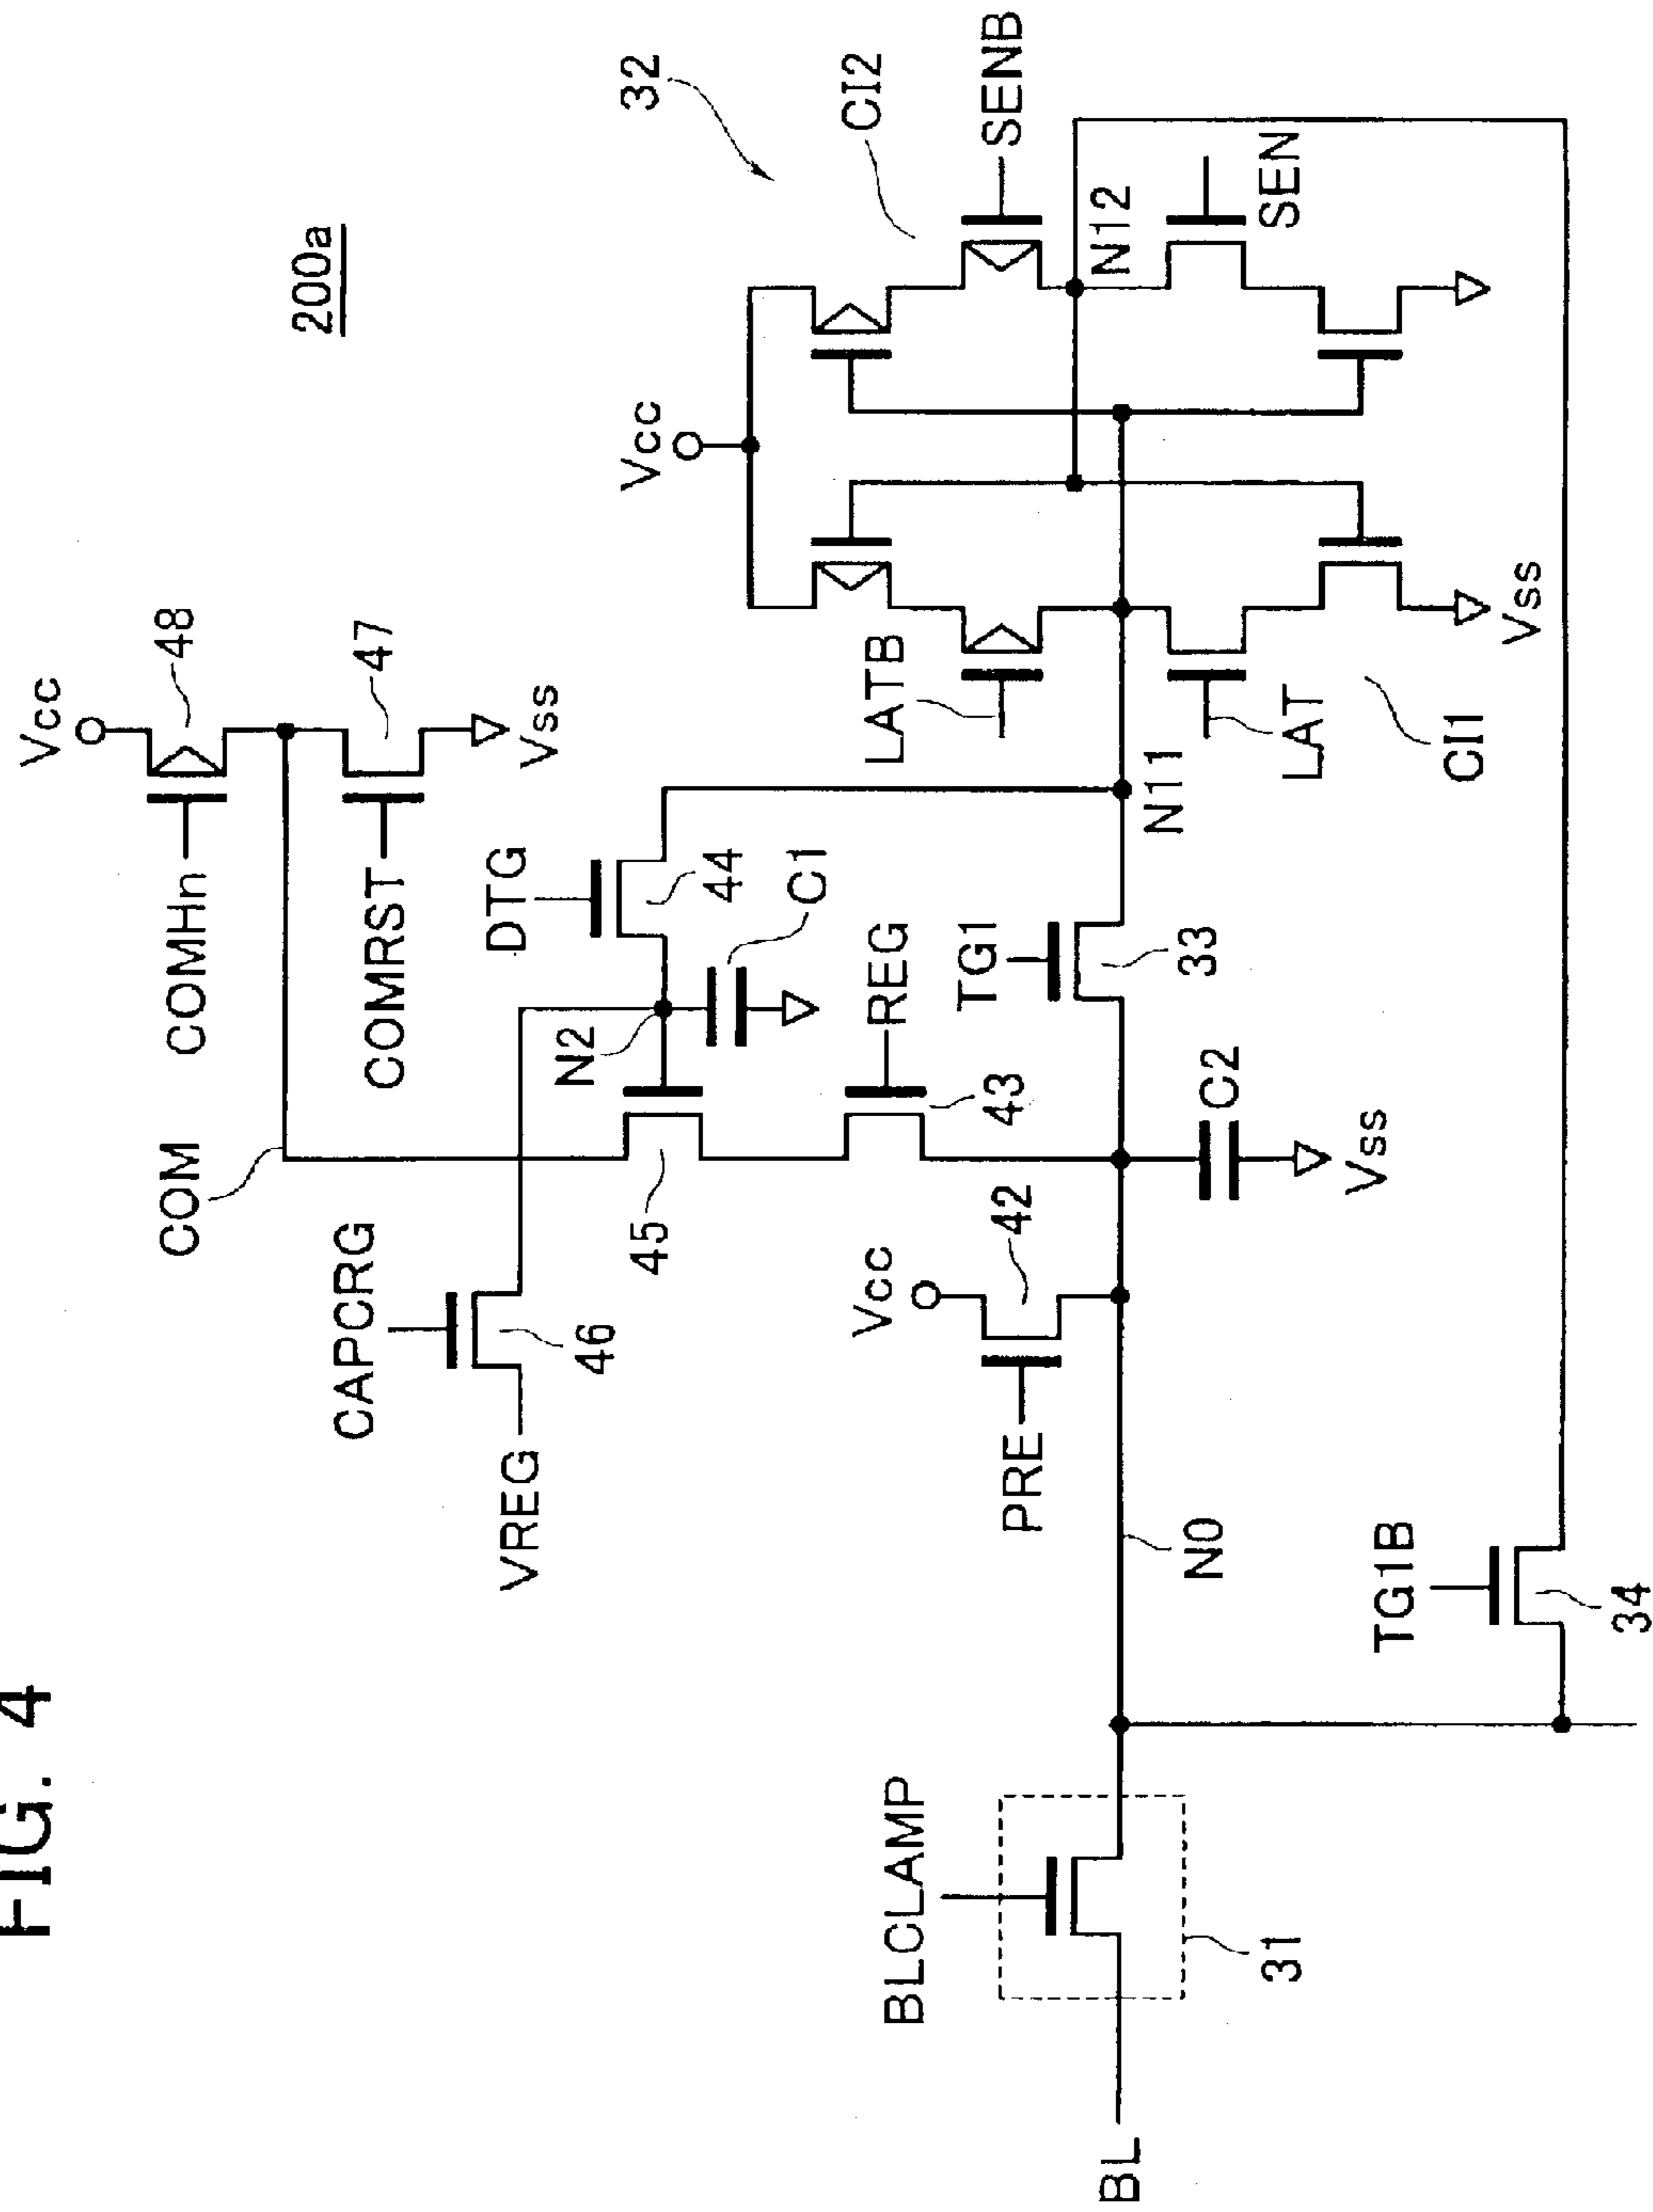 FIG. 4
200a
Vcc
COMHn
48
COM
COMRST
47
Vss
CAPCRG
VREG
46
N2
45
DTG
44
C1
REG
43
Vcc
PRE
42
N0
C2
Vss
TG1
33
N11
BLCLAMP
BL
31
TG1B
34
Vcc
32
CI2
SENB
N12
SEN
LATB
LAT
CI1
Vss